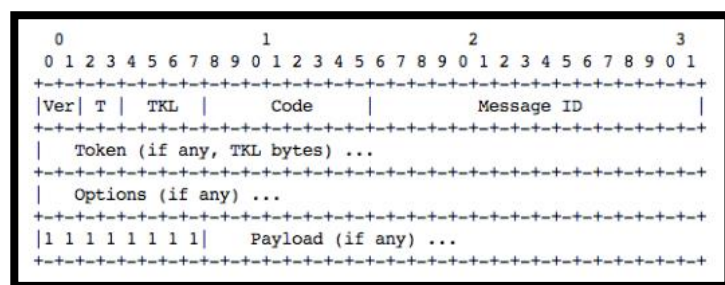 0 1 2 3
0 1 2 3 4 5 6 7 8 9 0 1 2 3 4 5 6 7 8 9 0 1 2 3 4 5 6 7 8 9 0 1
+-+-+-+-+-+-+-+-+-+-+-+-+-+-+-+-+-+-+-+-+-+-+-+-+-+-+-+-+-+-+-+-+
|Ver| T | TKL | Code | Message ID |
+-+-+-+-+-+-+-+-+-+-+-+-+-+-+-+-+-+-+-+-+-+-+-+-+-+-+-+-+-+-+-+-+
| Token (if any, TKL bytes) ...
+-+-+-+-+-+-+-+-+-+-+-+-+-+-+-+-+-+-+-+-+-+-+-+-+-+-+-+-+-+-+-+-+
| Options (if any) ...
+-+-+-+-+-+-+-+-+-+-+-+-+-+-+-+-+-+-+-+-+-+-+-+-+-+-+-+-+-+-+-+-+
|1 1 1 1 1 1 1 1| Payload (if any) ...
+-+-+-+-+-+-+-+-+-+-+-+-+-+-+-+-+-+-+-+-+-+-+-+-+-+-+-+-+-+-+-+-+